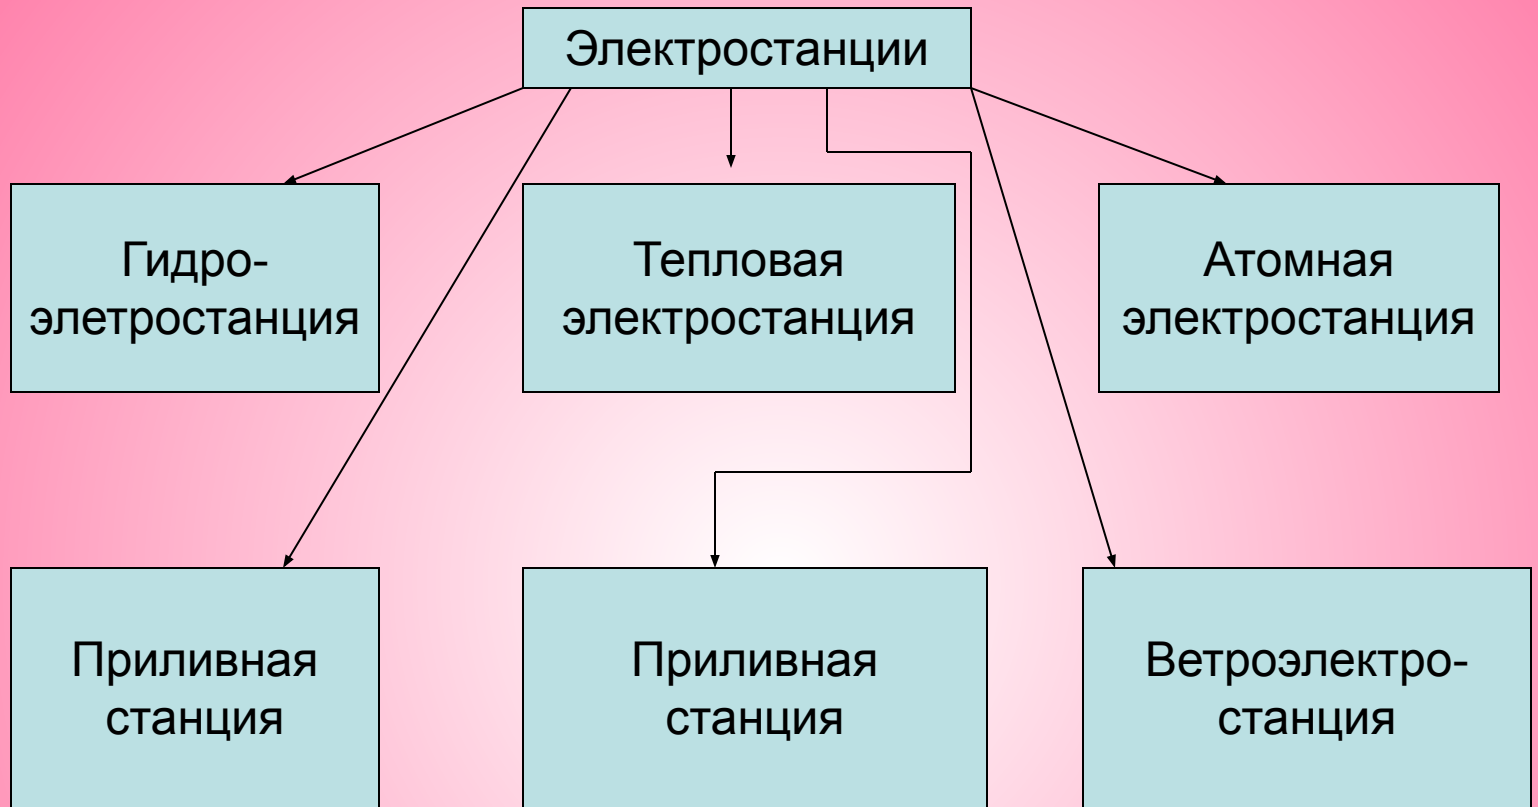 Электростанции
Гидро-
элетростанция
Тепловая
электростанция
Атомная
электростанция
Приливная
станция
Приливная
станция
Ветроэлектро-
станция